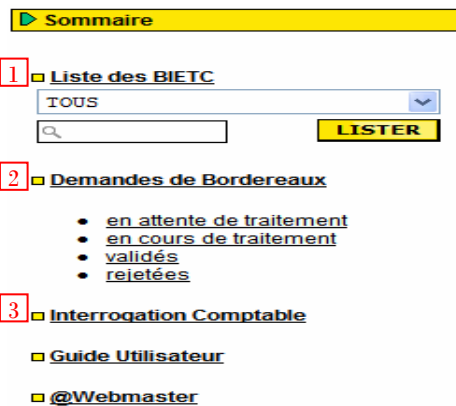 Sommaire
1 Liste des BIETC
TOUS
LISTER
2 Demandes de Bordereaux
en attente de traitement
en cours de traitement
validés
rejetées
3 Interrogation Comptable
Guide Utilisateur
@Webmaster